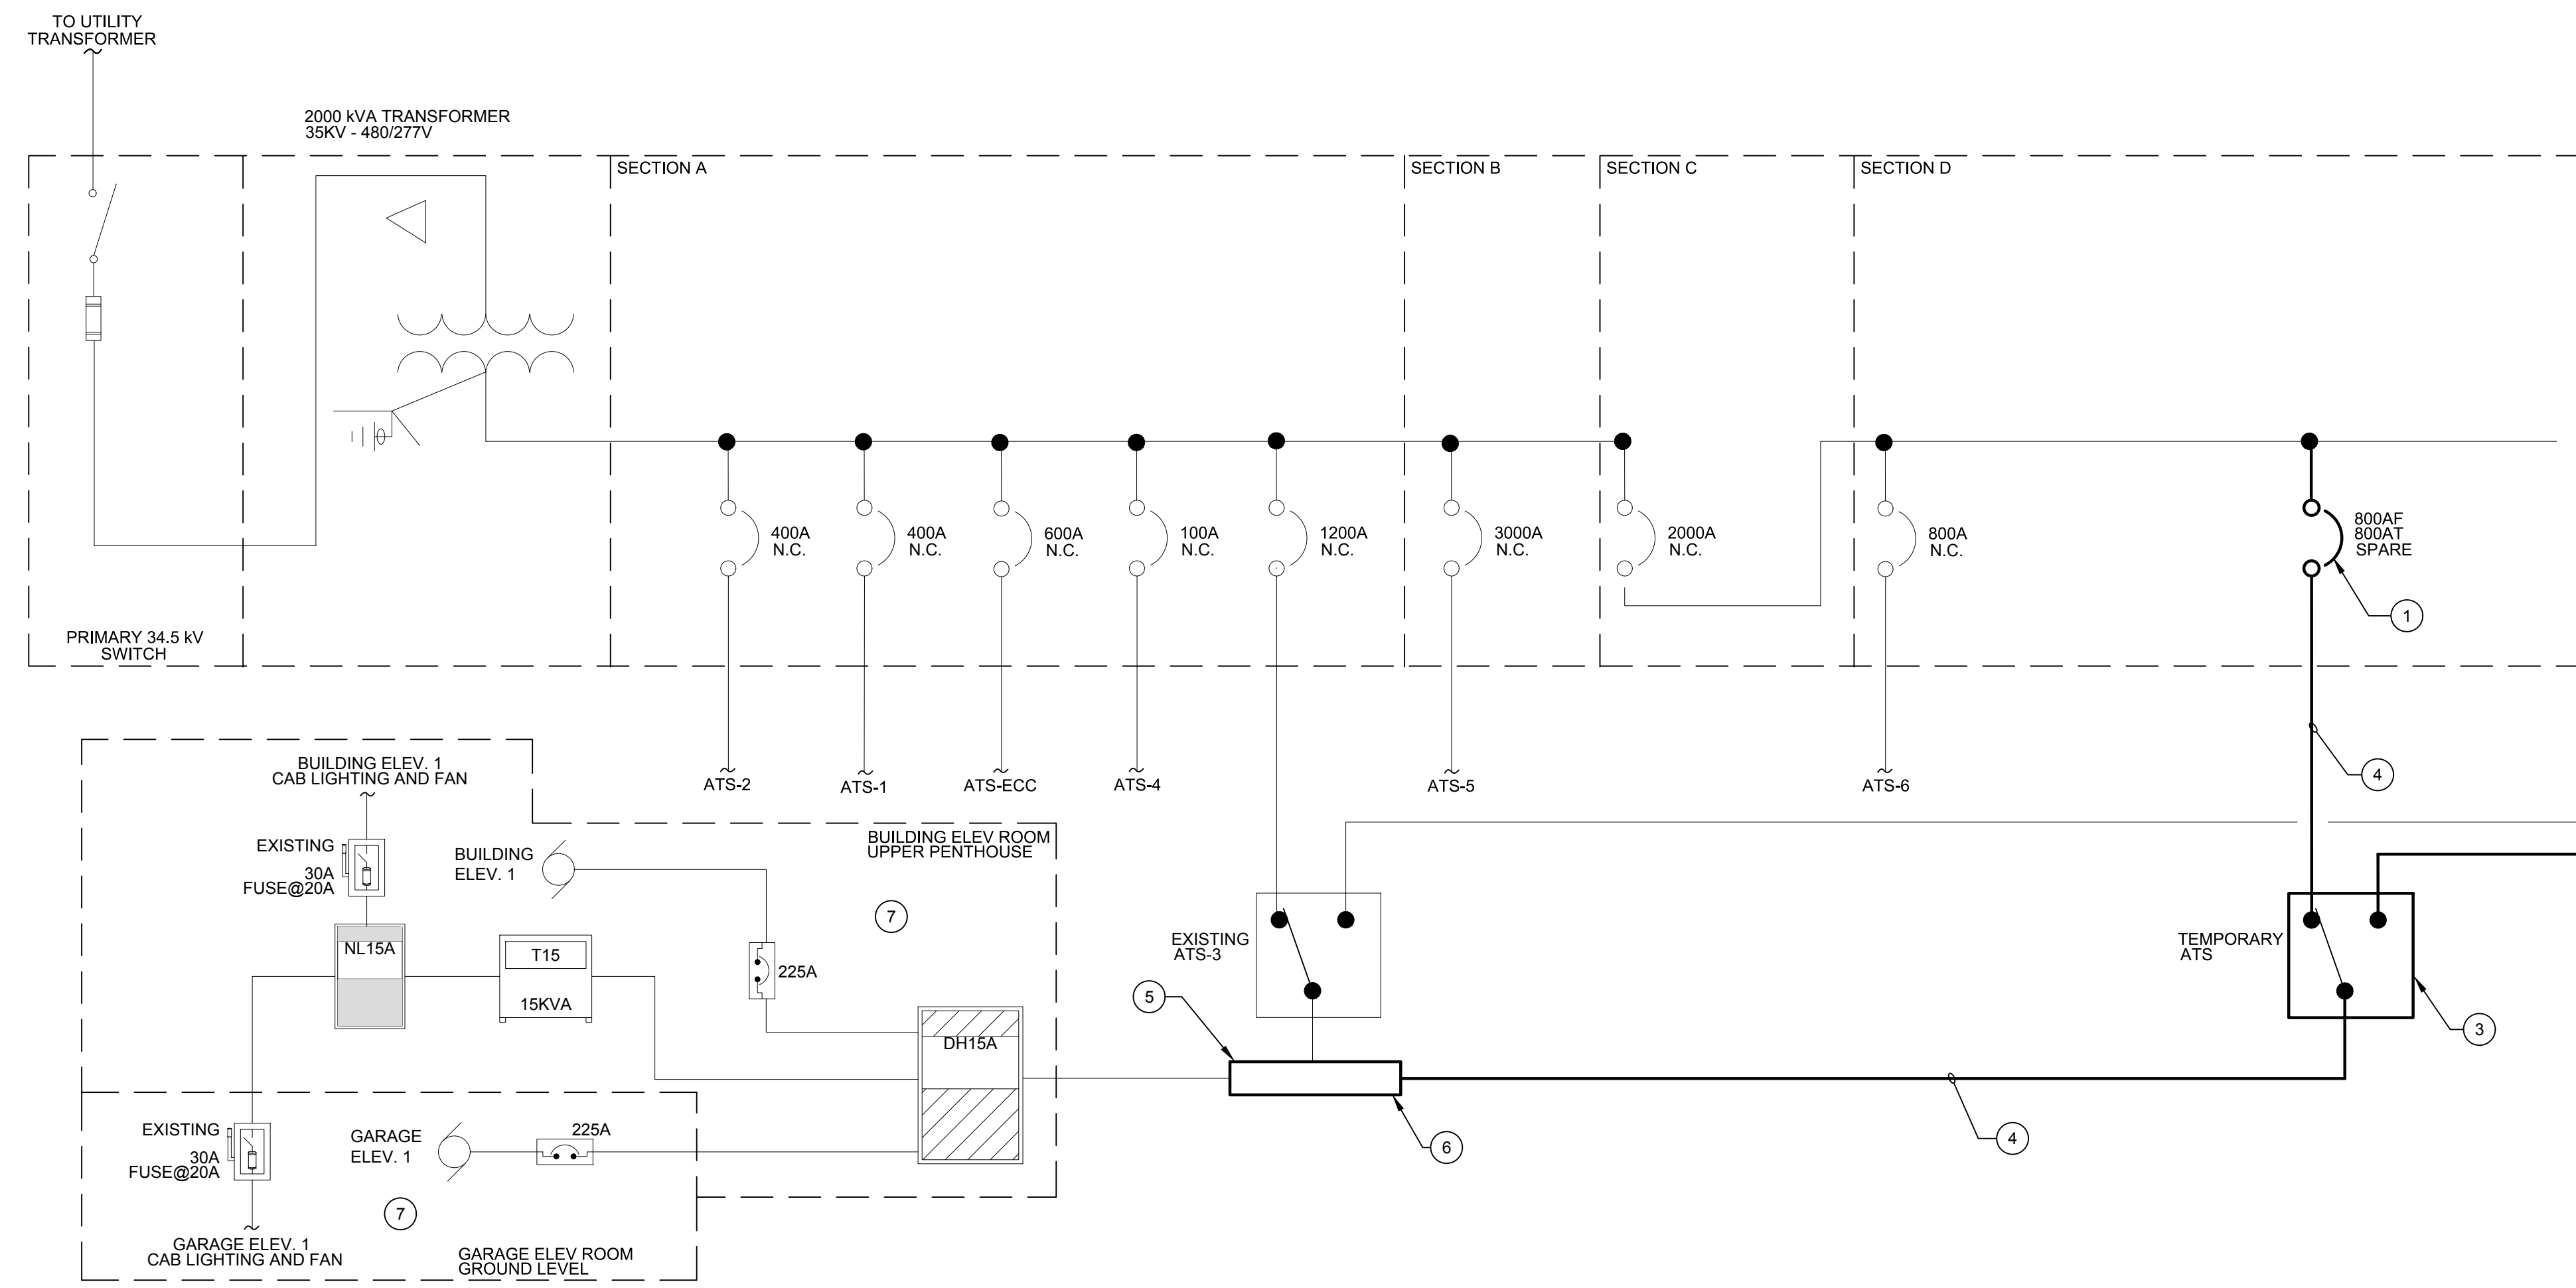 TO UTILITY
TRANSFORMER
2000 kVA TRANSFORMER
35KV - 480/277V
SECTION A
SECTION B
SECTION C
SECTION D
PRIMARY 34.5 kV
SWITCH
400A
N.C.
400A
N.C.
600A
N.C.
100A
N.C.
1200A
N.C.
3000A
N.C.
2000A
N.C.
800A
N.C.
800AF
800AT
SPARE
1
4
ATS-2
ATS-1
ATS-ECC
ATS-4
ATS-5
ATS-6
BUILDING ELEV. 1
CAB LIGHTING AND FAN
EXISTING
30A
FUSE@20A
BUILDING
ELEV. 1
BUILDING ELEV ROOM
UPPER PENTHOUSE
7
NL15A
T15
15KVA
225A
DH15A
EXISTING
ATS-3
TEMPORARY
ATS
5
3
6
4
EXISTING
30A
FUSE@20A
GARAGE
ELEV. 1
225A
7
GARAGE ELEV. 1
CAB LIGHTING AND FAN
GARAGE ELEV ROOM
GROUND LEVEL